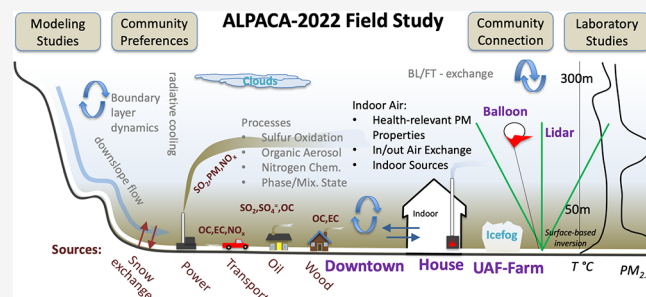 ALPACA-2022 Field Study
Modeling
Studies
Community
Preferences
Community
Connection
Laboratory
Studies
radiative cooling
Clouds
BL/FT - exchange
300m
Boundary
layer
dynamics
downslope flow
Processes
• Sulfur Oxidation
• Organic Aerosol
• Nitrogen Chem.
• Phase/Mix. State
Indoor Air:
• Health-relevant PM
Properties
• In/out Air Exchange
• Indoor Sources
Balloon
Lidar
SO₂,PM,NOₓ
OC,EC,NOₓ
SO₂,SO₄⁼,OC
OC,EC
Indoor
Icefog
50m
Surface-based
inversion
Sources:
Snow
exchange
Power
Transport
Oil
Wood
Downtown
House
UAF-Farm
T °C
PM₂.